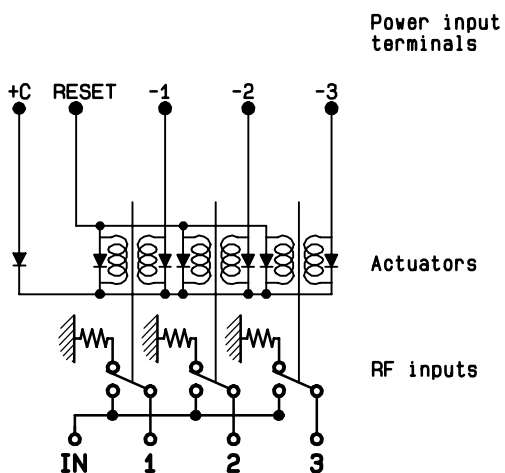 Power input
terminals
+C RESET -1 -2 -3
Actuators
RF inputs
IN 1 2 3